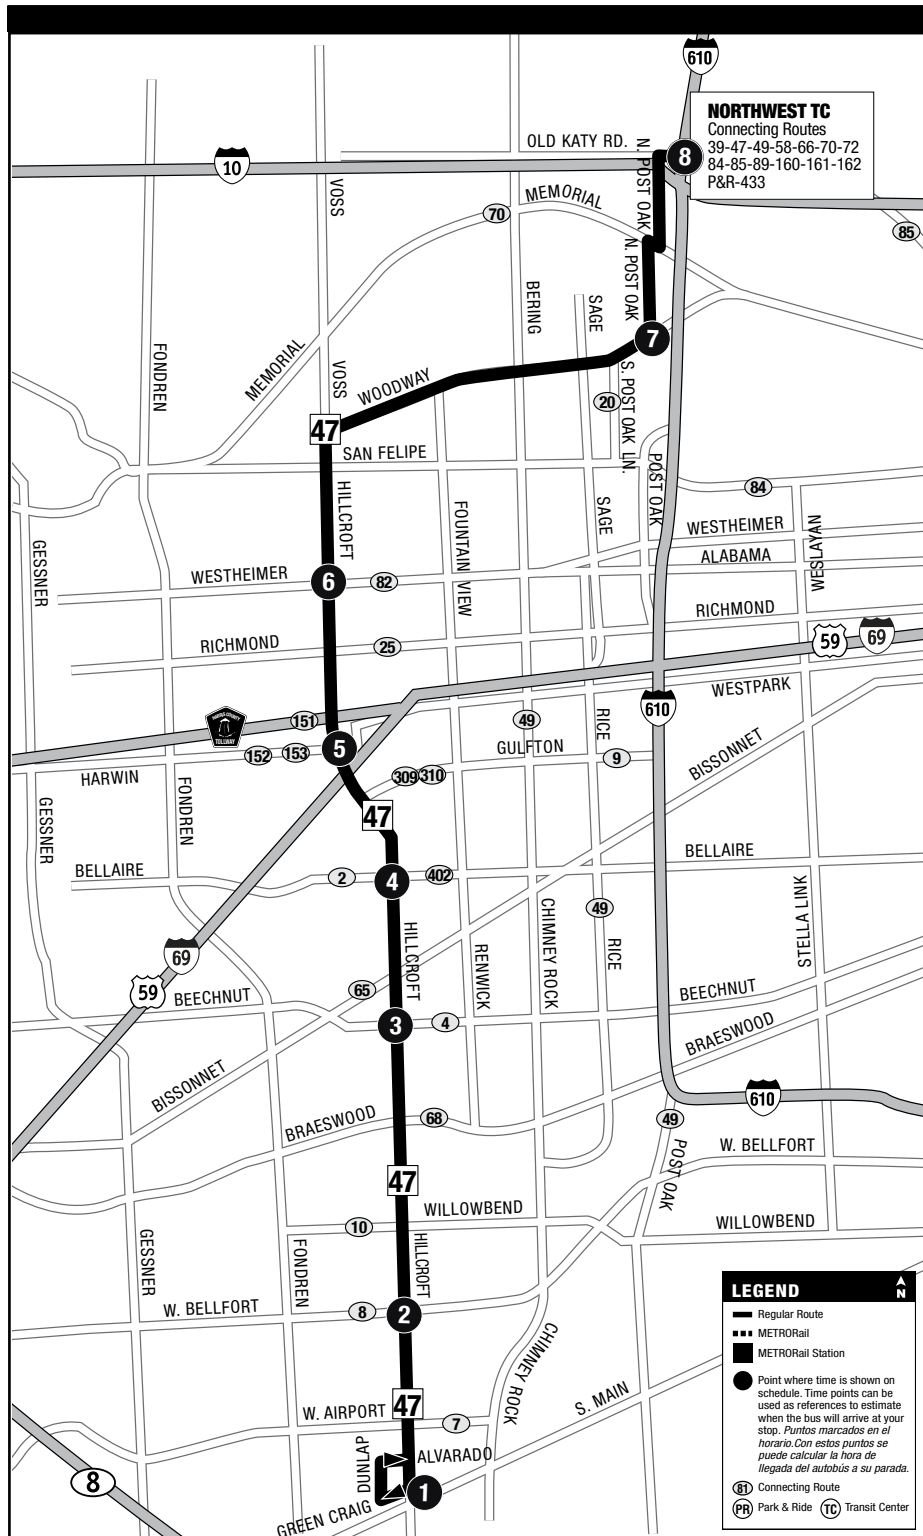 610
NORTHWEST TC
Connecting Routes
39-47-49-58-66-70-72
84-85-89-160-161-162
P&R-433
OLD KATY RD.
N. POST OAK
8
10
VOSS
MEMORIAL
70
85
N. POST OAK
BERING
SAGE
7
FONDREN
MEMORIAL
VOSS
WOODWAY
S. POST OAK LN.
20
47
SAN FELIPE
POST OAK
HILLCROFT
84
GESSNER
FOUNTAIN VIEW
SAGE
WESTHEIMER
WESLAYAN
ALABAMA
WESTHEIMER
6
82
RICHMOND
RICHMOND
25
59
69
WESTPARK
HARRIS COUNTY
TOLLWAY
151
49
RICE
610
152
153
5
GULFTON
9
BISSONNET
HARWIN
309
310
FONDREN
GESSNER
47
BELLAIRE
BELLAIRE
2
4
402
STELLA LINK
CHIMNEY ROCK
49
HILLCROFT
RENWICK
RICE
69
59
65
BEECHNUT
BEECHNUT
3
4
BRAESWOOD
BISSONNET
BRAESWOOD
68
610
49
POST OAK
W. BELLFORT
47
WILLOWBEND
WILLOWBEND
10
GESSNER
FONDREN
HILLCROFT
W. BELLFORT
8
2
CHIMNEY ROCK
S. MAIN
47
W. AIRPORT
7
DUNLAP
ALVARADO
8
1
GREEN CRAIG
LEGEND
N
Regular Route
METRORail
METRORail Station
Point where time is shown on
schedule. Time points can be
used as references to estimate
when the bus will arrive at your
stop. Puntos marcados en el
horario.Con estos puntos se
puede calcular la hora de
llegada del autobús a su parada.
81 Connecting Route
PR Park & Ride TC Transit Center